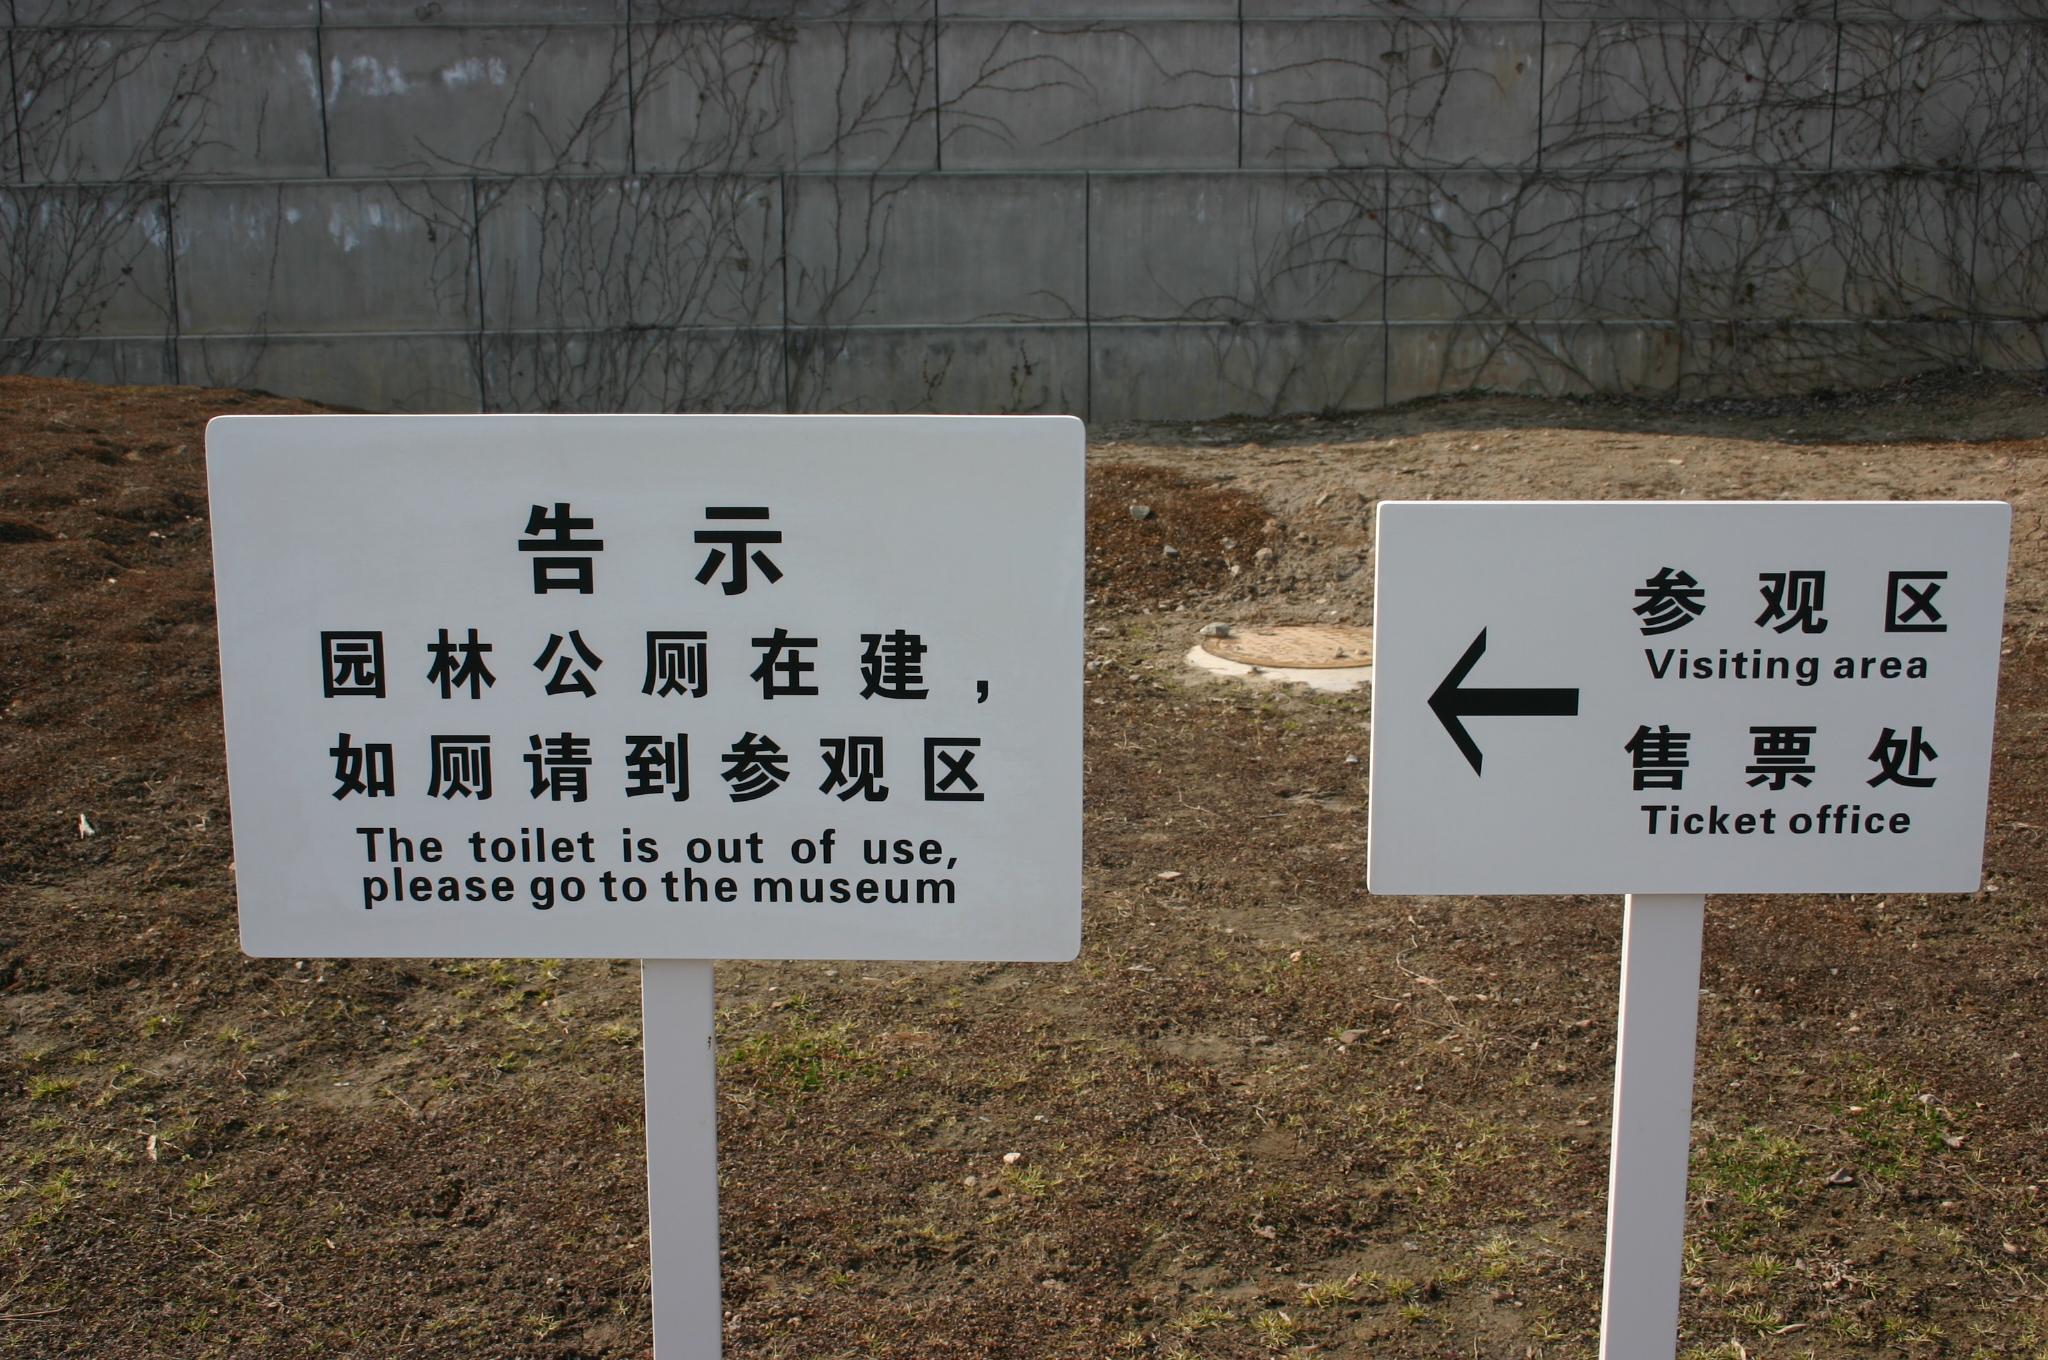 告示
园林公厕在建，
如厕请到参观区
The toilet is out of use,
please go to the museum
参观区
Visiting area
售票处
Ticket office